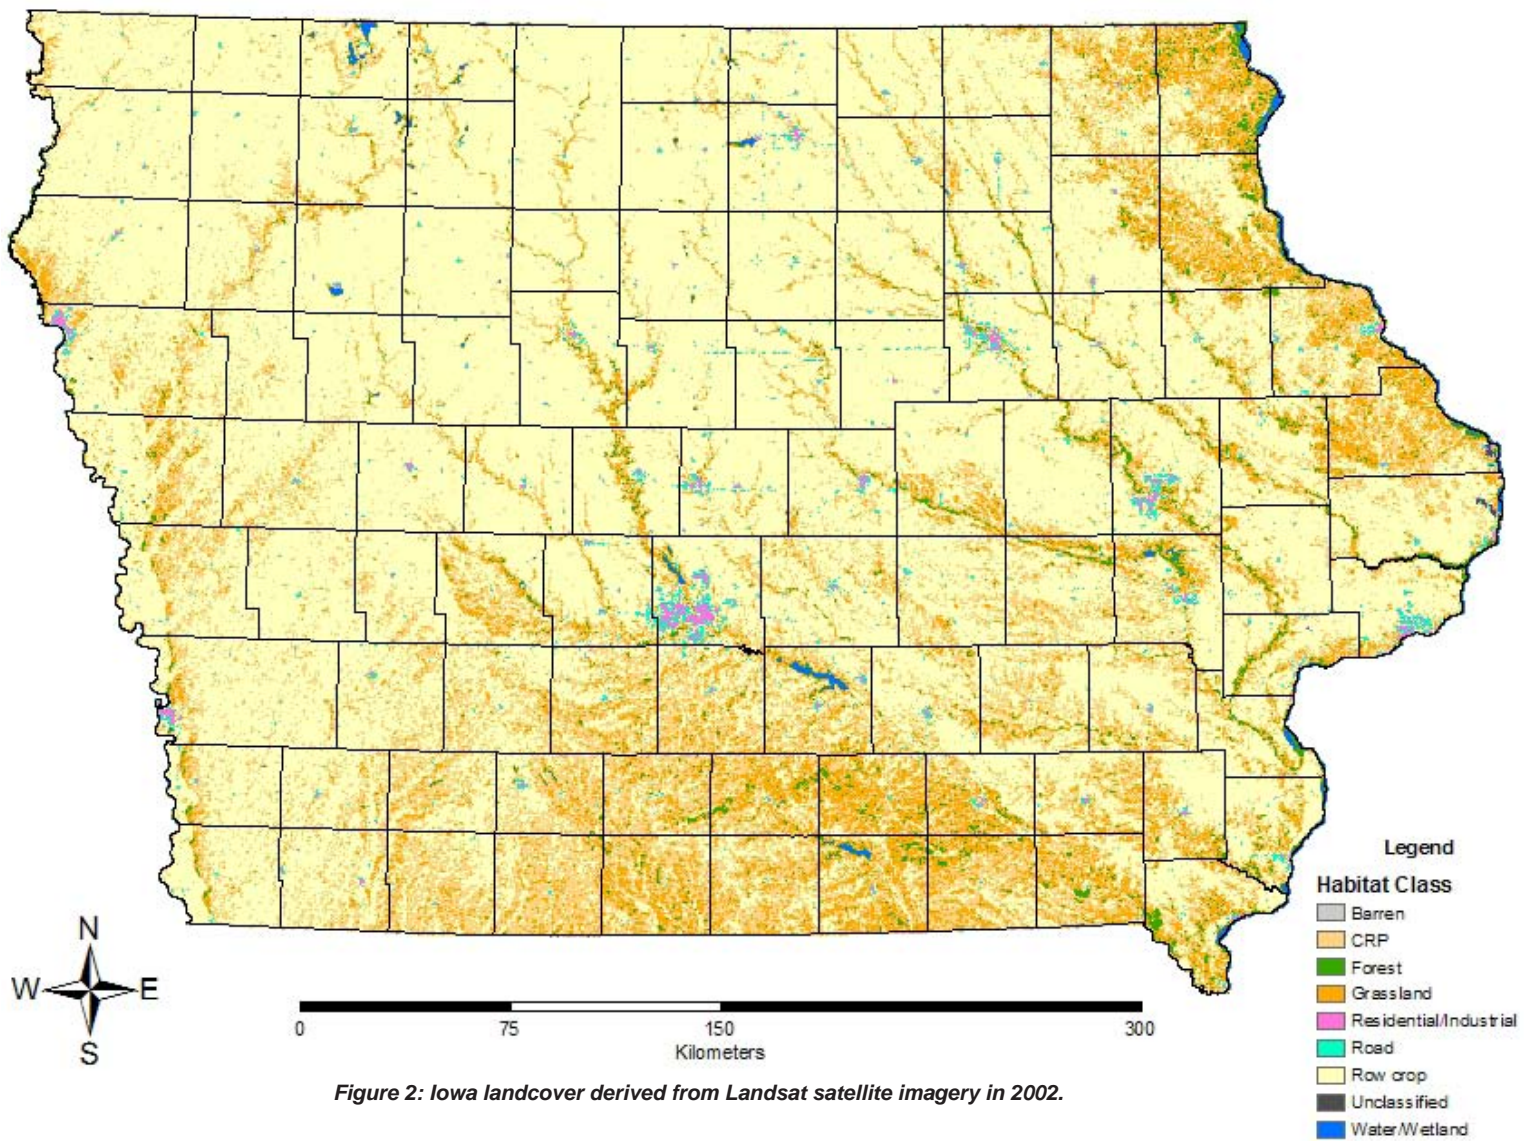 Legend
Habitat Class
Barren
CRP
Forest
Grassland
Residential/Industrial
Road
Row crop
Unclassified
Water/Wetland
N
W E
S
0 75 150 300
Kilometers
Figure 2: Iowa landcover derived from Landsat satellite imagery in 2002.